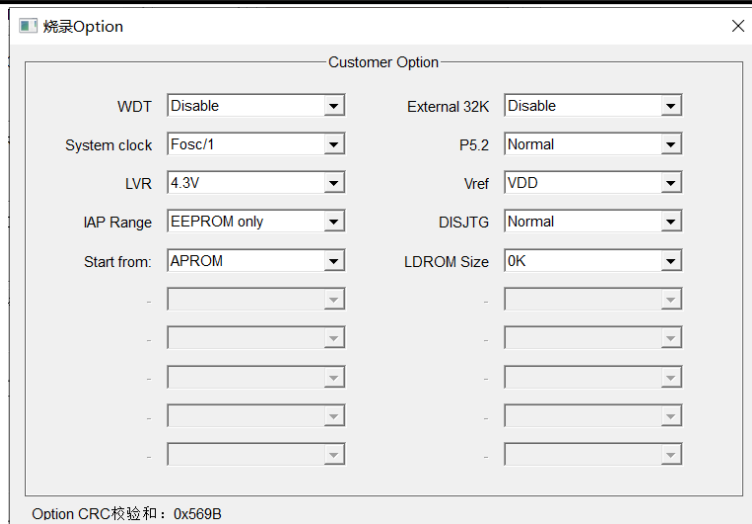 烧录Option
Customer Option
WDT Disable External 32K Disable
System clock Fosc/1 P5.2 Normal
LVR 4.3V Vref VDD
IAP Range EEPROM only DISJTG Normal
Start from: APROM LDROM Size 0K
- -
- -
- -
- -
- -
Option CRC校验和：0x569B